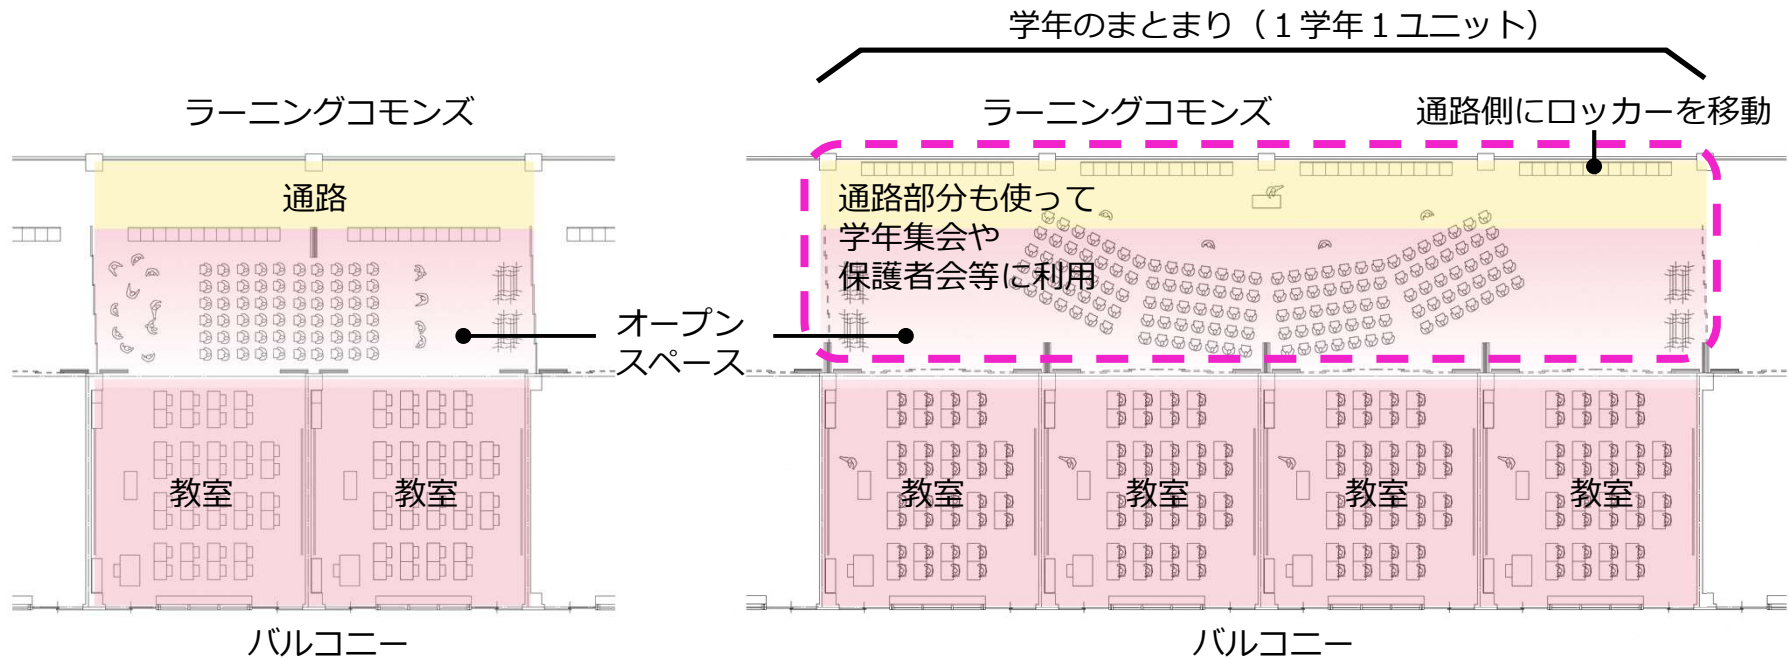 学年のまとまり（１学年１ユニット）
ラーニングコモンズ
ラーニングコモンズ
通路側にロッカーを移動
通路
通路部分も使って
学年集会や
保護者会等に利用
オープン
スペース
教室
教室
教室
教室
教室
教室
バルコニー
バルコニー